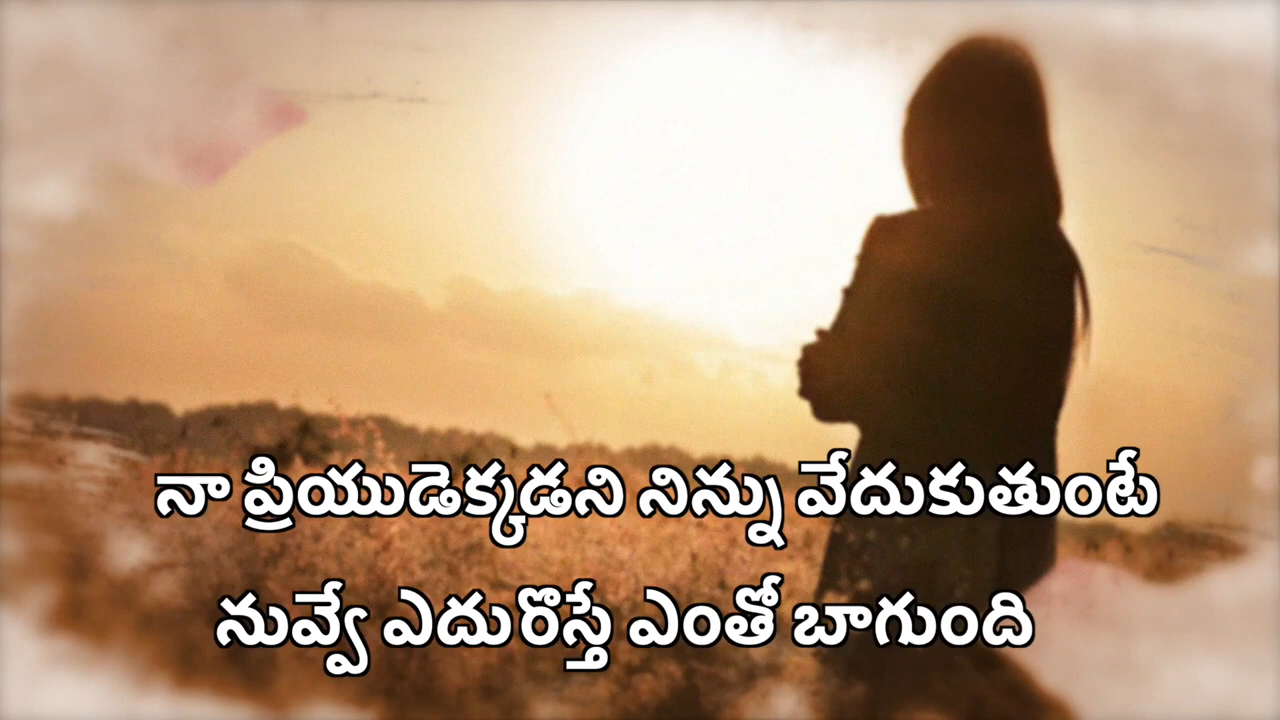 నా ప్రియుడెక్కడని నిన్ను వేదుకుతుంటే
నువ్వే ఎదురొస్తే ఎంతో బాగుంది